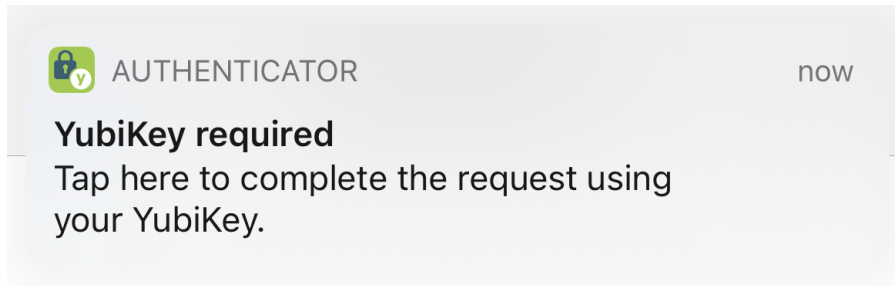 AUTHENTICATOR now
YubiKey required
Tap here to complete the request using
your YubiKey.